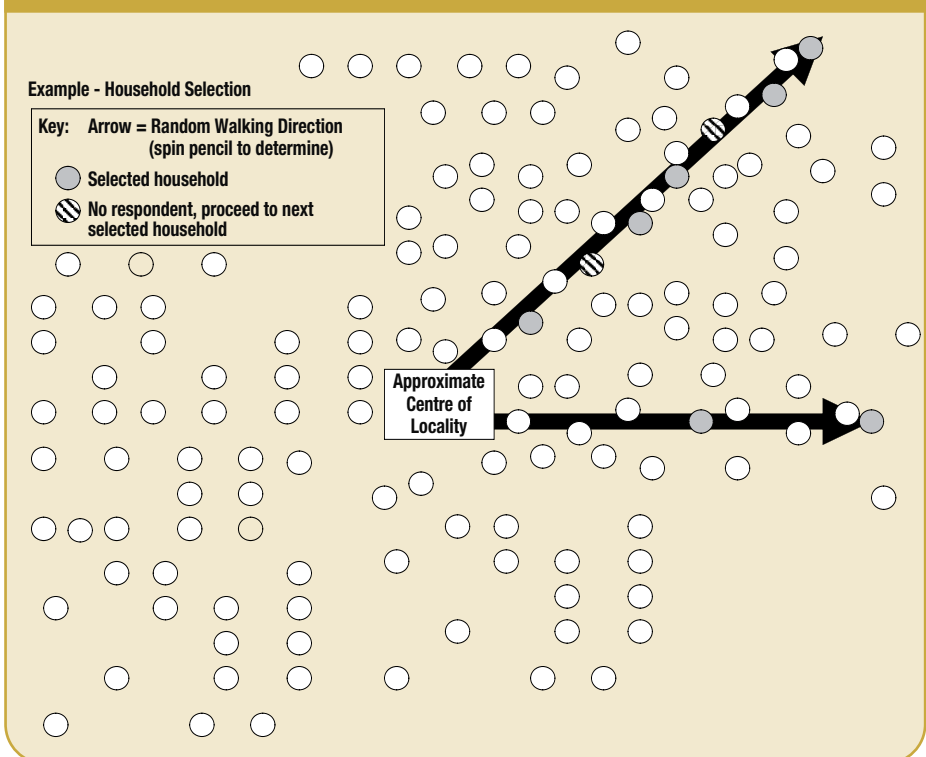 Example - Household Selection
Key: Arrow = Random Walking Direction
(spin pencil to determine)
Selected household
No respondent, proceed to next
selected household
Approximate
Centre of
Locality